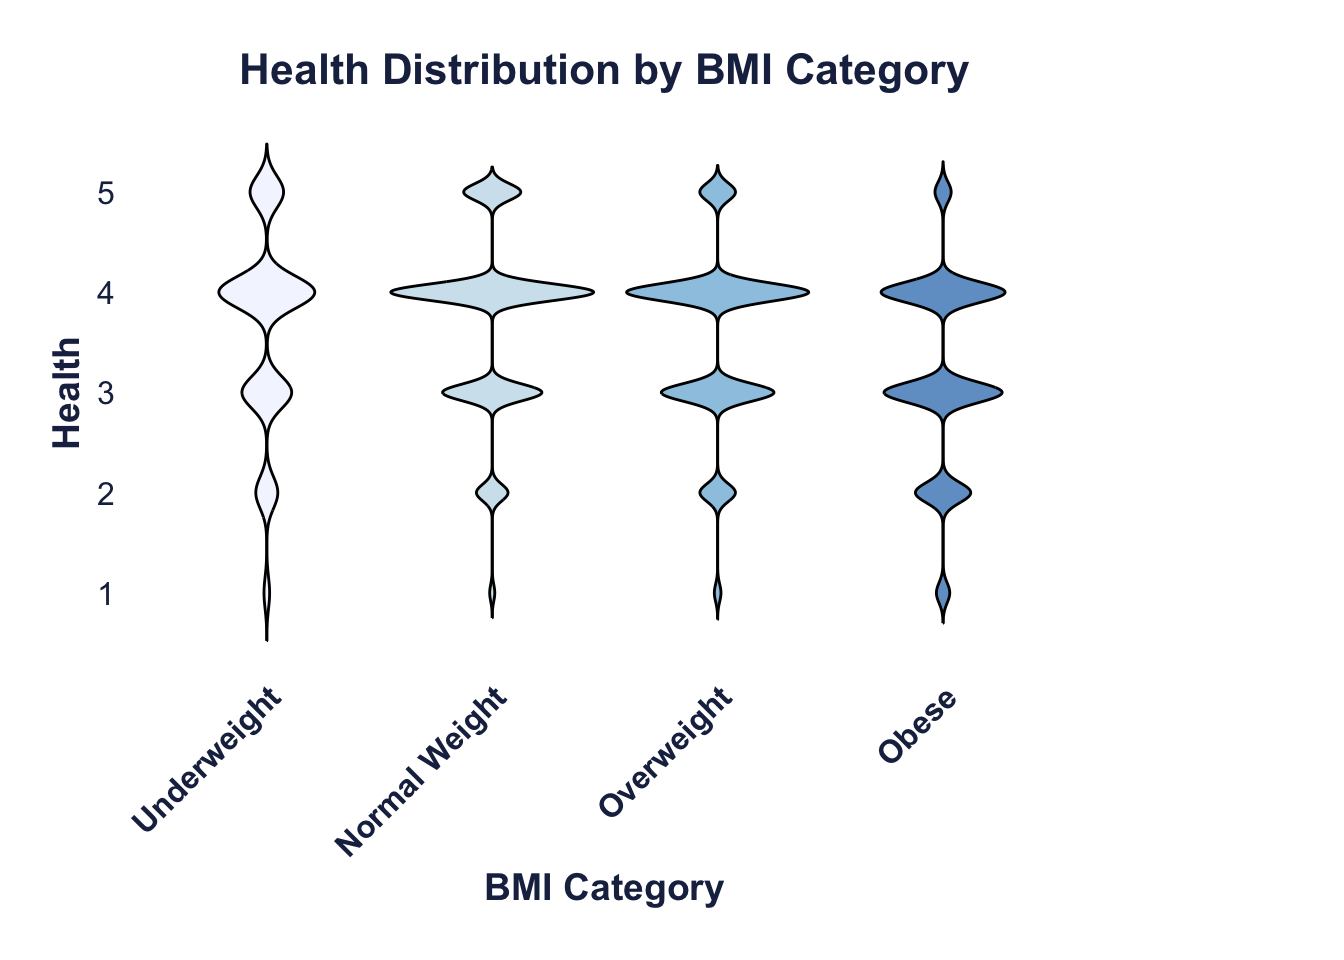 Health Distribution by BMI Category
Health
5
4
3
2
1
Underweight
Normal Weight
Overweight
Obese
BMI Category